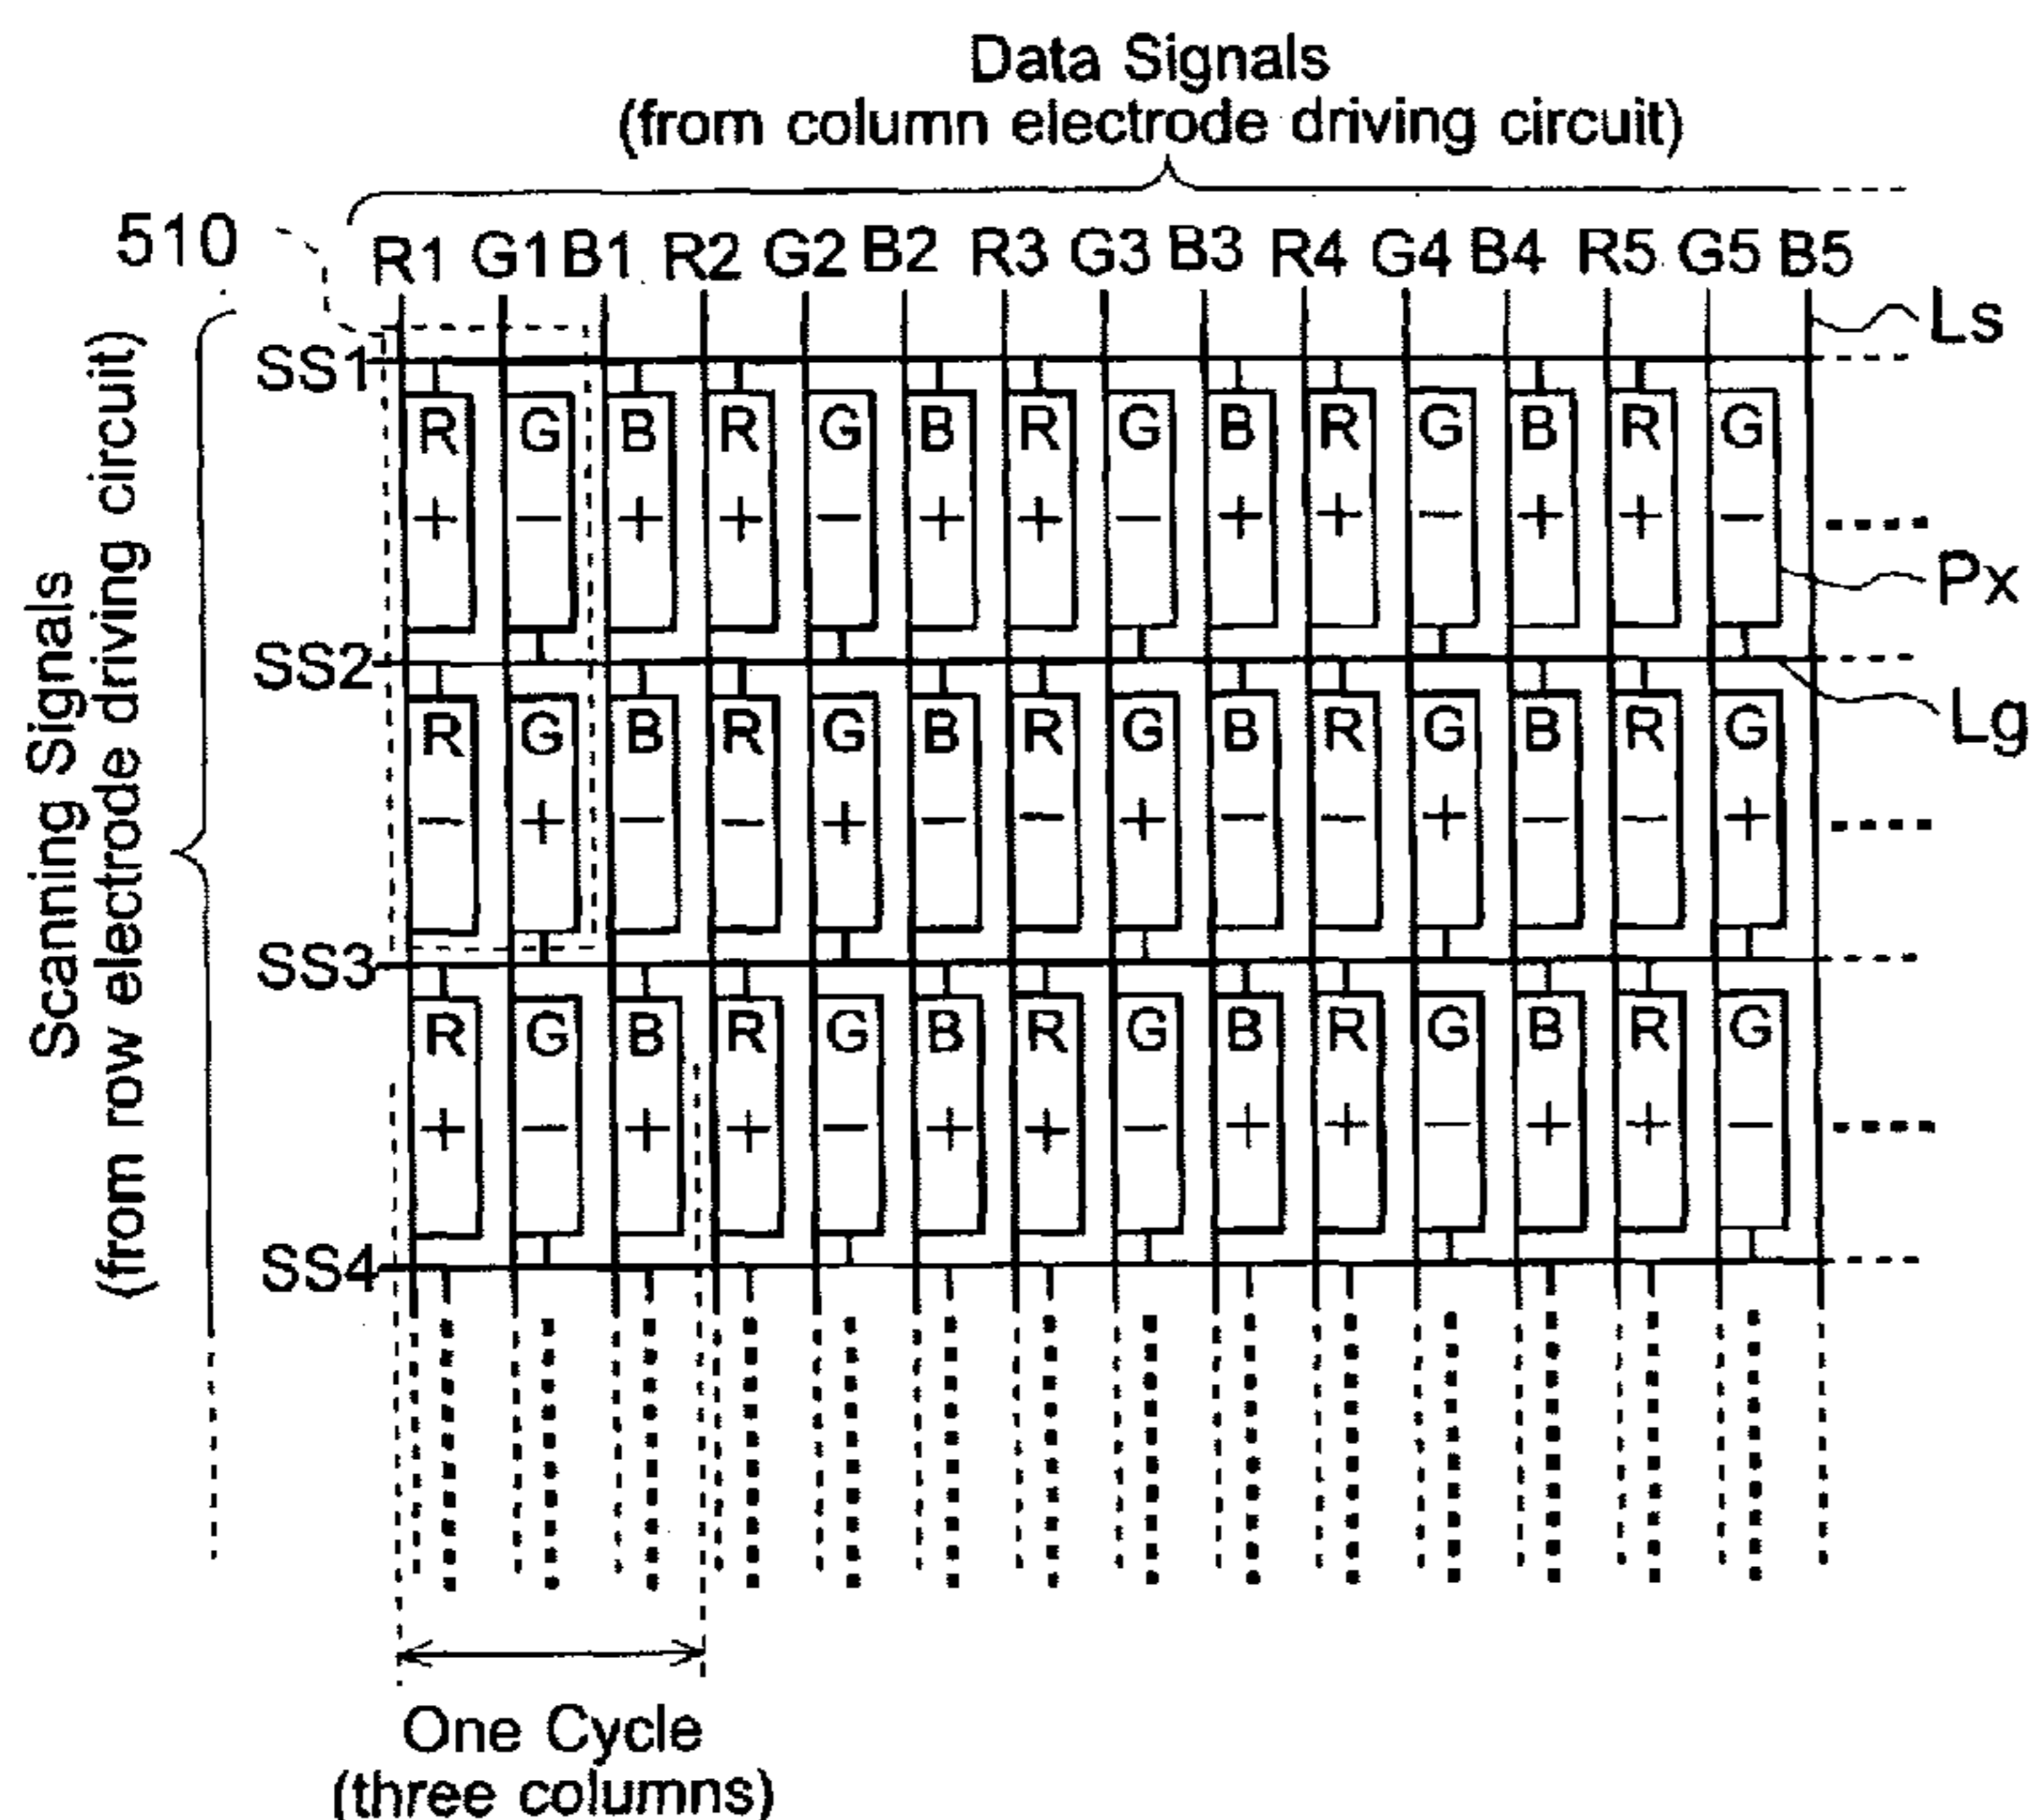 Data Signals
(from column electrode driving circuit)
510
R1 G1 B1 R2 G2 B2 R3 G3 B3 R4 G4 B4 R5 G5 B5
Ls
SS1
R G B R G B R G B R G B R G
+ − + + − + + − + + − + + −
Px
SS2
Lg
R G B R G B R G B R G B R G
− + − − + − − + − − + − − +
SS3
R G B R G B R G B R G B R G
+ − + + − + + − + + − + + −
SS4
Scanning Signals
(from row electrode driving circuit)
One Cycle
(three columns)